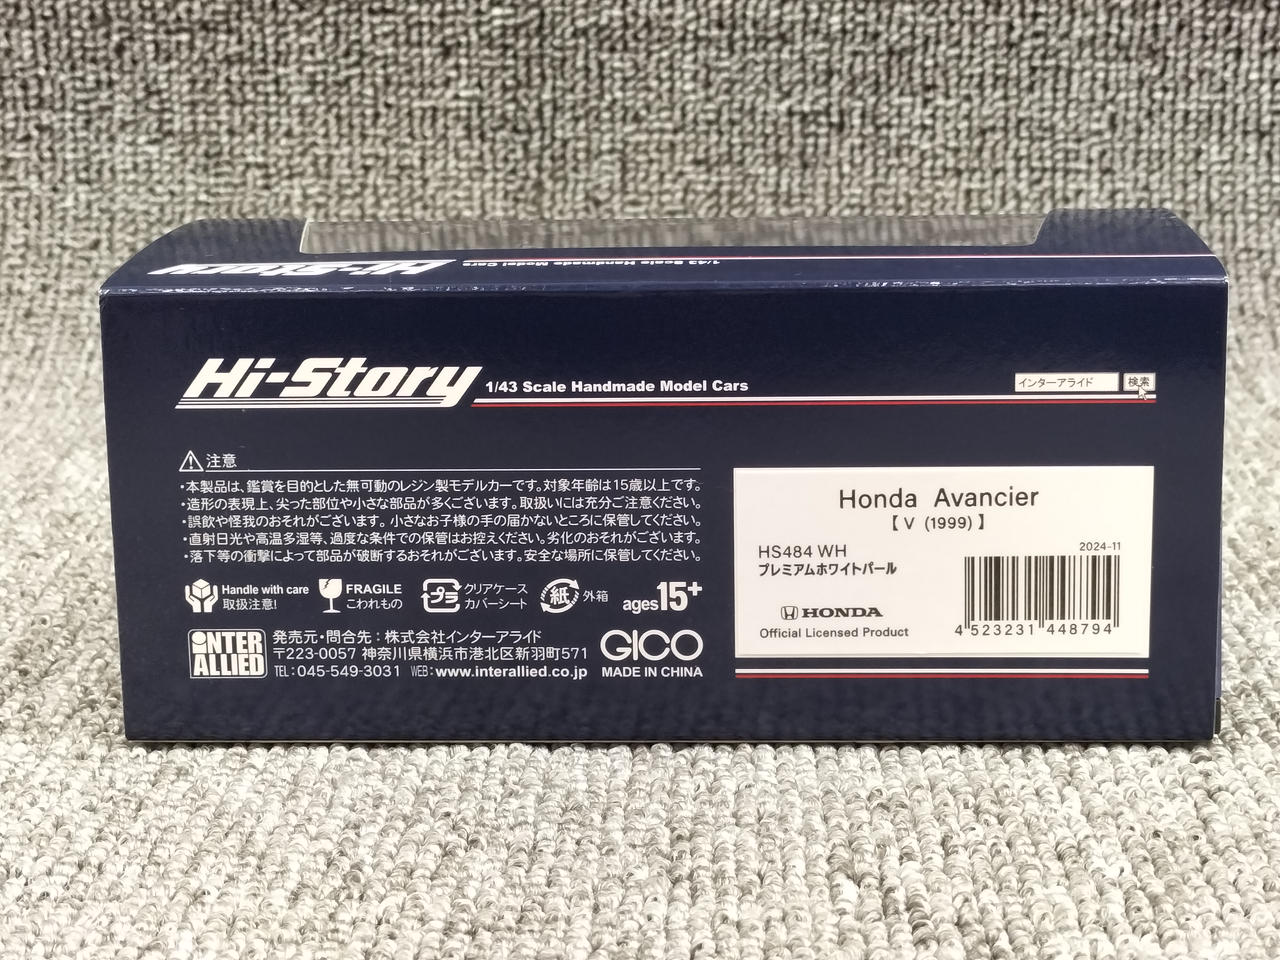 Hi-Story 1/43 Scale Handmade Model Cars
Hi-Story 1/43 Scale Handmade Model Cars
インターアライド 検索
注意
・本製品は、鑑賞を目的とした無可動のレジン製モデルカーです。対象年齢は15歳以上です。
・造形の表現上、尖った部位や小さな部品が多くございます。取扱いには充分ご注意ください。
・誤飲や怪我のおそれがございます。小さなお子様の手の届かないところに保管してください。
・直射日光や高温多湿等、過度な条件での保管はお控えください。劣化のおそれがございます。
・落下等の衝撃によって部品が破断するおそれがございます。安全な場所に保管してください。
Handle with care
取扱注意!
FRAGILE
こわれもの
プラ
クリアケース
カバーシート
紙
外箱
ages15+
INTER
ALLIED
発売元・問合先：株式会社インターアライド
〒223-0057 神奈川県横浜市港北区新羽町571
TEL:045-549-3031 WEB:www.interallied.co.jp
GICO
MADE IN CHINA
Honda Avancier
【 V (1999) 】
HS484 WH
プレミアムホワイトパール
2024-11
HONDA
Official Licensed Product
4 523231 448794